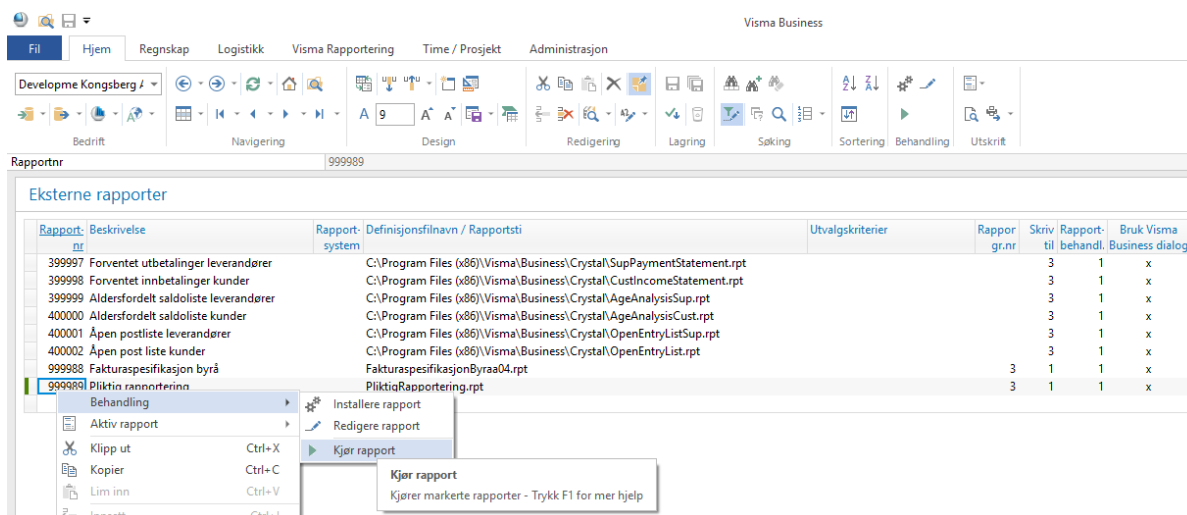 Visma Business
Fil Hjem Regnskap Logistikk Visma Rapportering Time / Prosjekt Administrasjon
Developme Kongsberg
A 9 A A
Bedrift Navigering Design Redigering Lagring Søking Sortering Behandling Utskrift
Rapportnr 999989
Eksterne rapporter
Rapport- Beskrivelse Rapport- Definisjonsfilnavn / Rapportsti Utvalgskriterier Rappor Skriv Rapport- Bruk Visma
nr system gr.nr til behandl. Business dialog
399997 Forventet utbetalinger leverandører C:\Program Files (x86)\Visma\Business\Crystal\SupPaymentStatement.rpt 3 1 x
399998 Forventet innbetalinger kunder C:\Program Files (x86)\Visma\Business\Crystal\CustIncomeStatement.rpt 3 1 x
399999 Aldersfordelt saldoliste leverandører C:\Program Files (x86)\Visma\Business\Crystal\AgeAnalysisSup.rpt 3 1 x
400000 Aldersfordelt saldoliste kunder C:\Program Files (x86)\Visma\Business\Crystal\AgeAnalysisCust.rpt 3 1 x
400001 Åpen postliste leverandører C:\Program Files (x86)\Visma\Business\Crystal\OpenEntryListSup.rpt 3 1 x
400002 Åpen post liste kunder C:\Program Files (x86)\Visma\Business\Crystal\OpenEntryList.rpt 3 1 x
999988 Fakturaspesifikasjon byrå FakturaspesifikasjonByraa04.rpt 3 1 1 x
999989 Pliktig rapportering PliktigRapportering.rpt 3 1 1 x
Behandling Installere rapport
Aktiv rapport Redigere rapport
Klipp ut Ctrl+X Kjør rapport
Kopier Ctrl+C Kjør rapport
Lim inn Ctrl+V Kjører markerte rapporter - Trykk F1 for mer hjelp